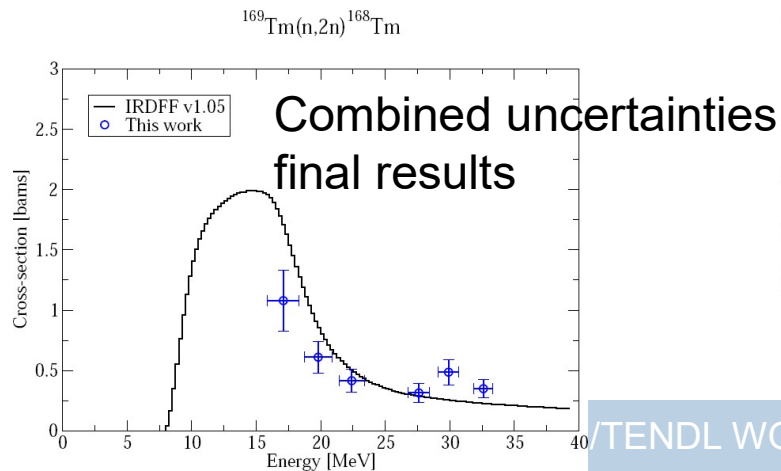 ¹⁶⁹Tm(n,2n)¹⁶⁸Tm
3
2.5
2
1.5
1
0.5
0
Cross-section [barns]
IRDFF v1.05
This work
Combined uncertainties
final results
0 5 10 15 20 25 30 35 40
Energy [MeV]
/TENDL WO